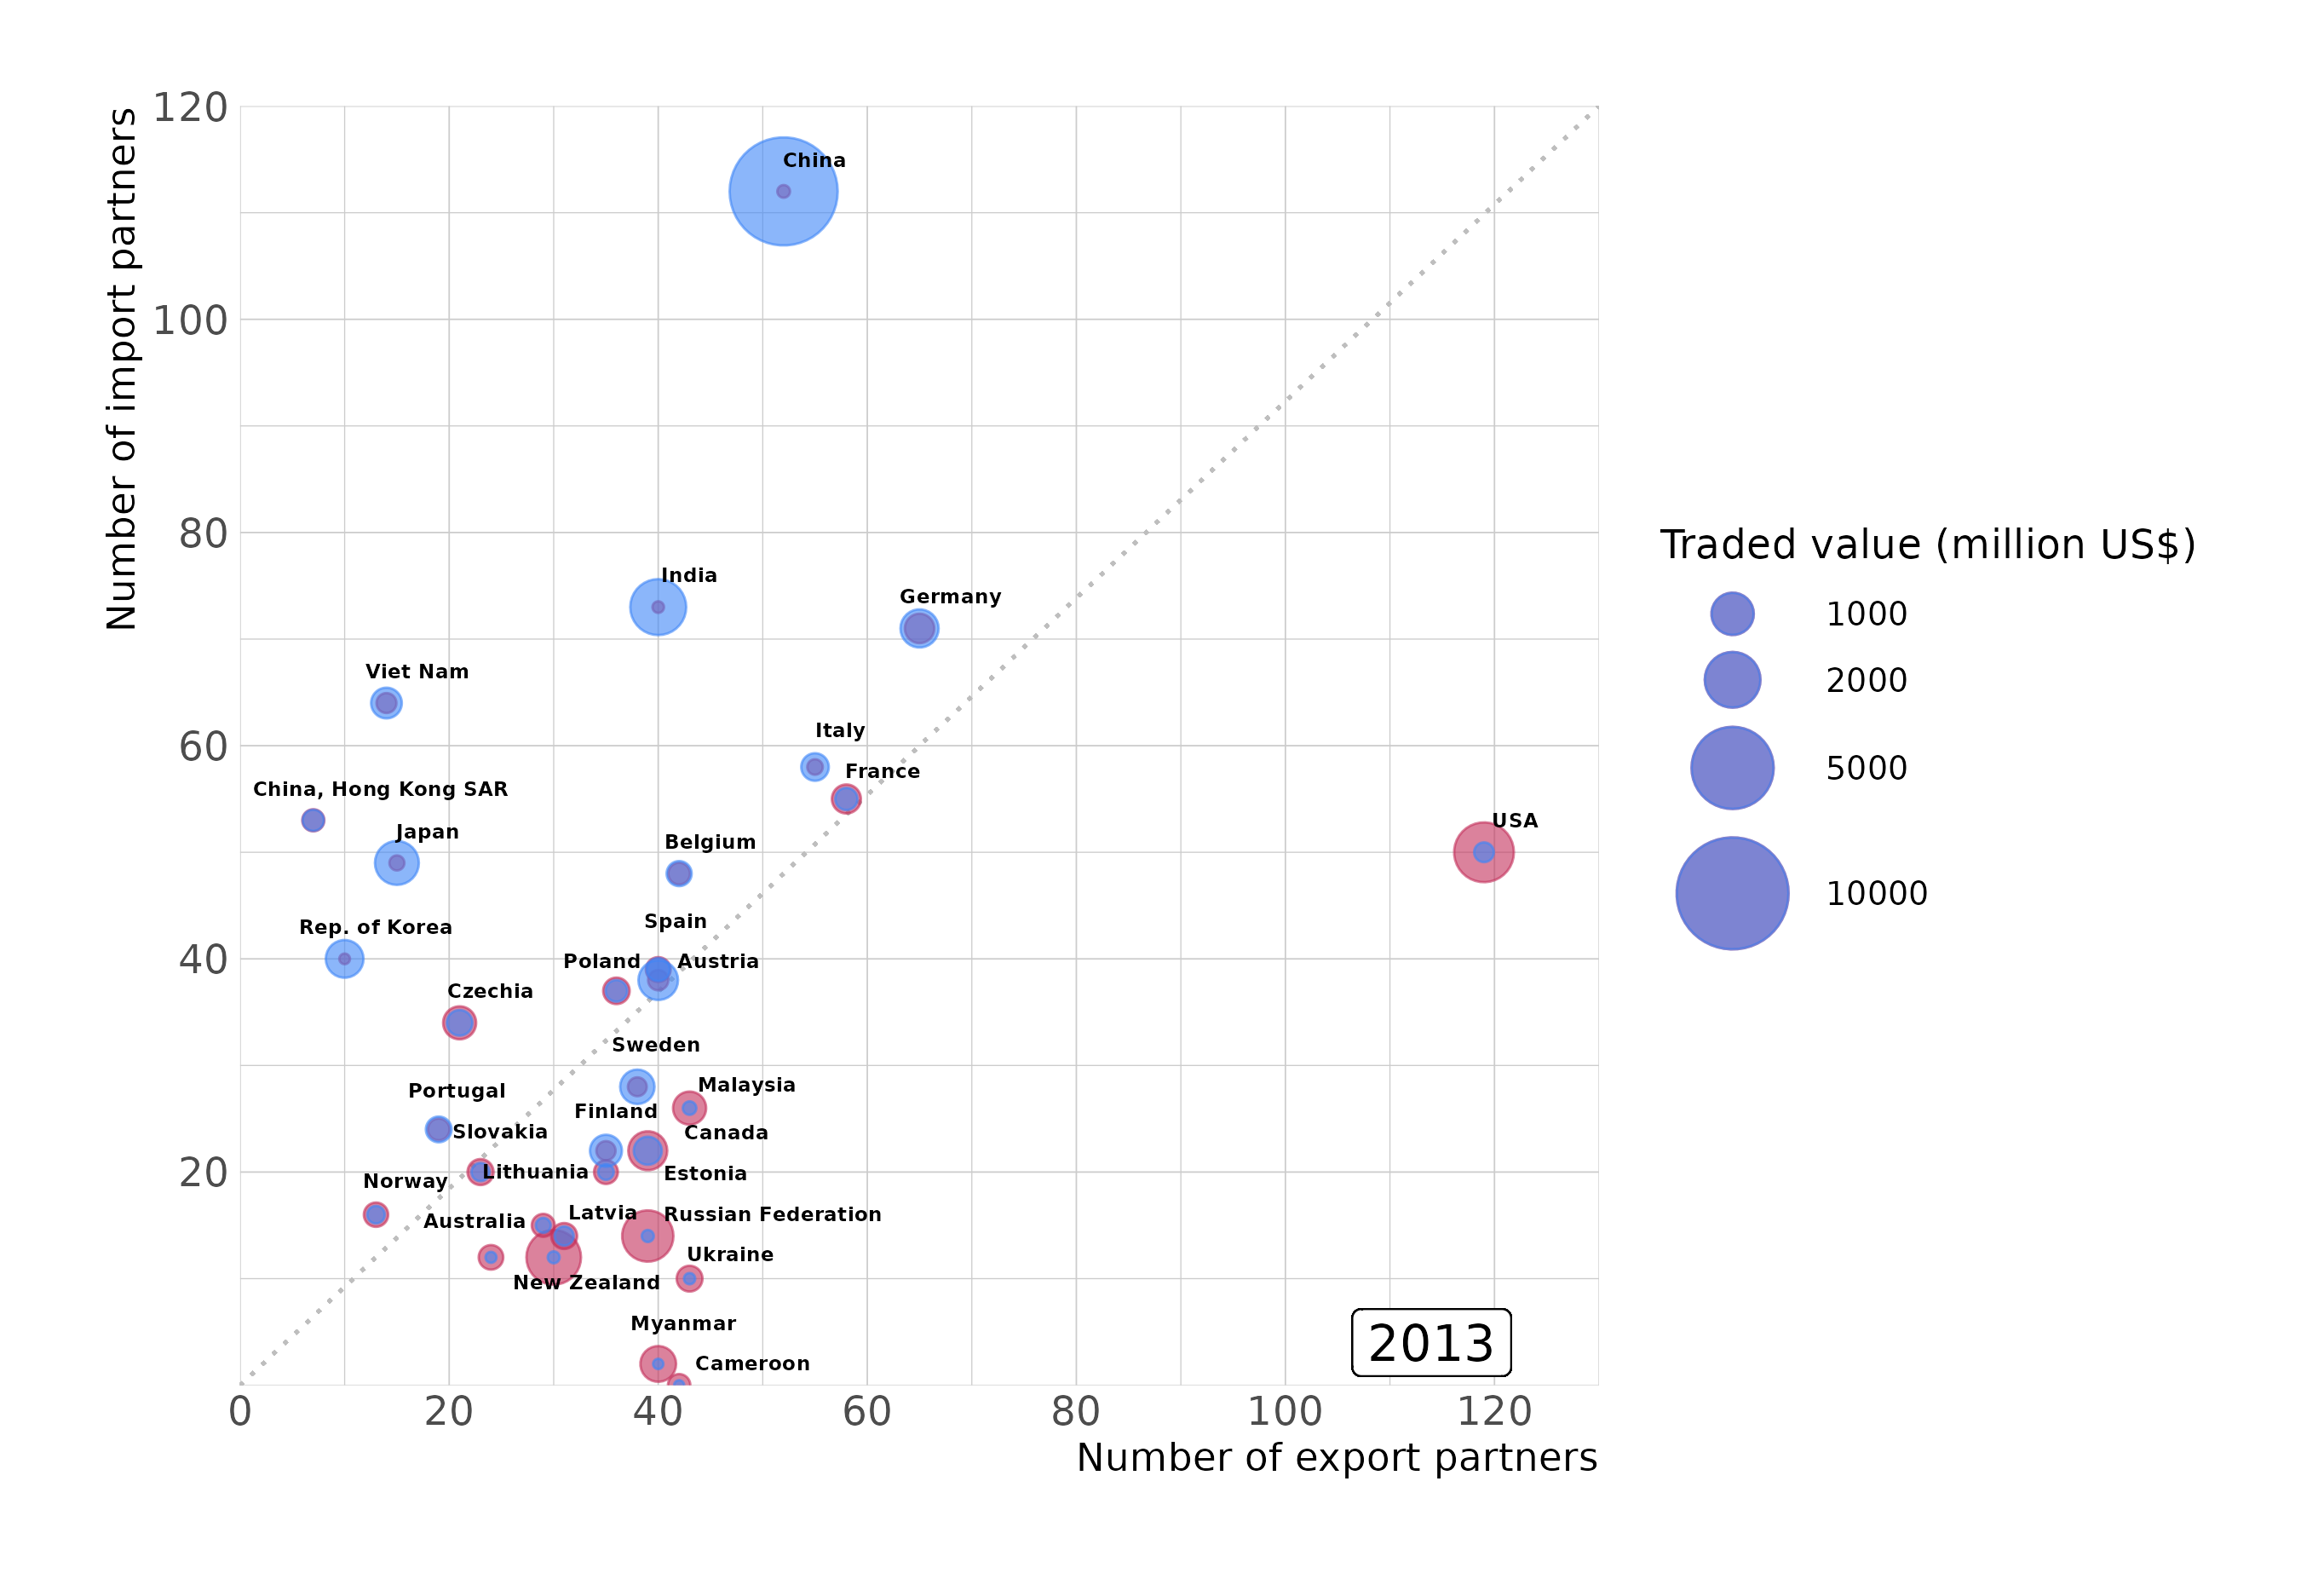 Number of import partners
120
100
80
60
40
20
China
India
Germany
Viet Nam
Italy
France
China, Hong Kong SAR
Japan
Belgium
USA
Rep. of Korea
Spain
Poland
Austria
Czechia
Sweden
Portugal
Malaysia
Finland
Slovakia
Canada
Lithuania
Estonia
Norway
Australia
Latvia
Russian Federation
Ukraine
New Zealand
Myanmar
Cameroon
2013
0 20 40 60 80 100 120
Number of export partners
Traded value (million US$)
1000
2000
5000
10000